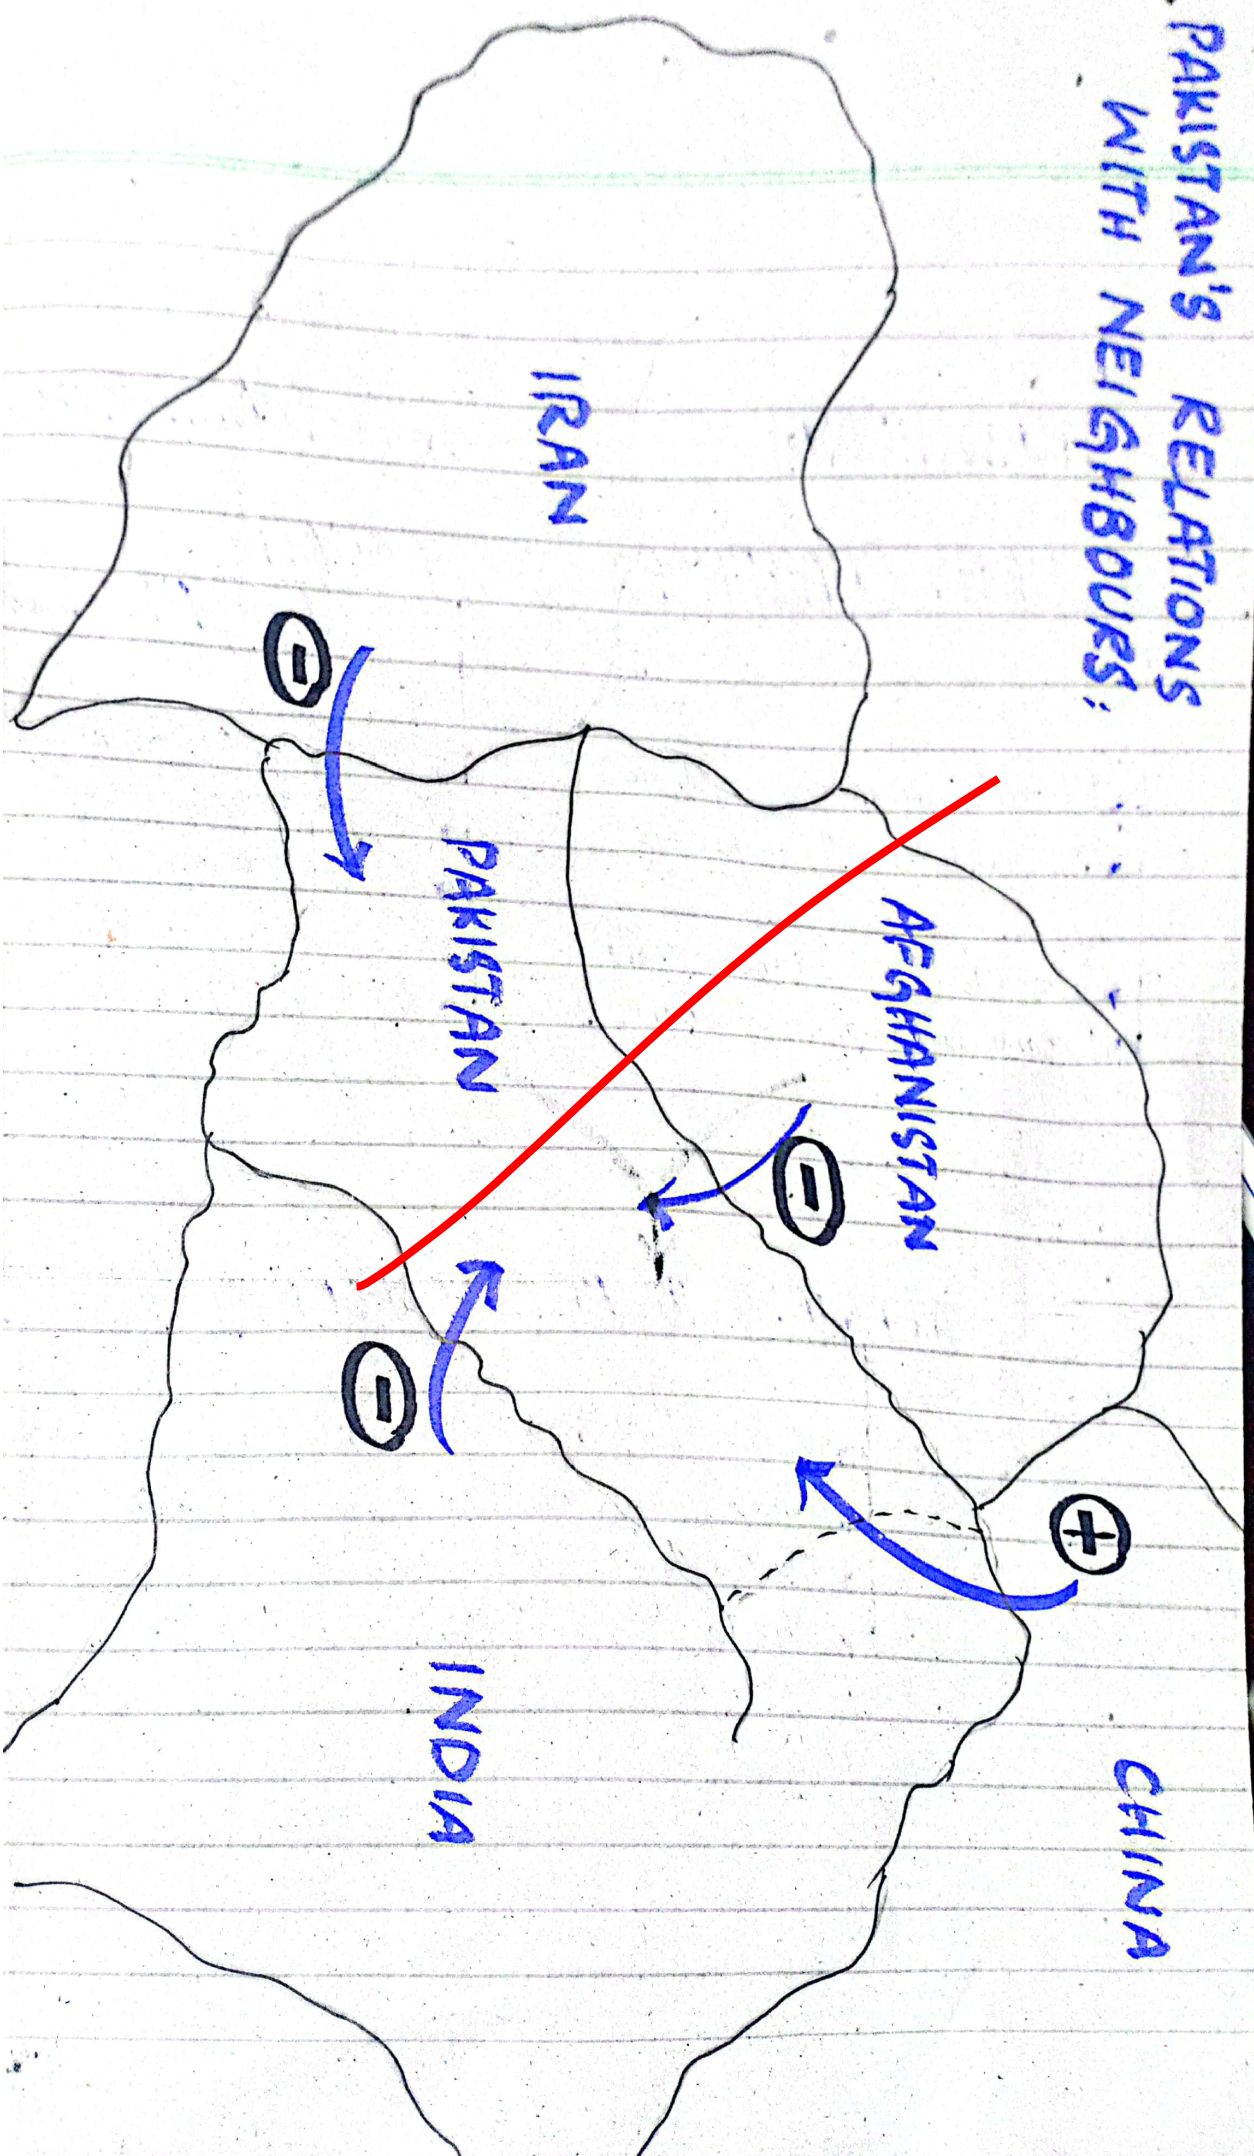 PAKISTAN'S RELATIONS
WITH NEIGHBOURS:
CHINA
+
AFGHANISTAN
-
IRAN
PAKISTAN
INDIA
-
-